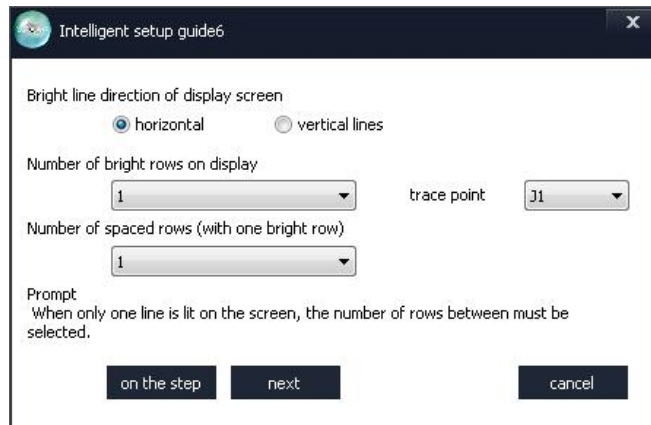 Intelligent setup guide6
X
Bright line direction of display screen
horizontal
vertical lines
Number of bright rows on display
1
trace point
J1
Number of spaced rows (with one bright row)
1
Prompt
When only one line is lit on the screen, the number of rows between must be
selected.
on the step
next
cancel